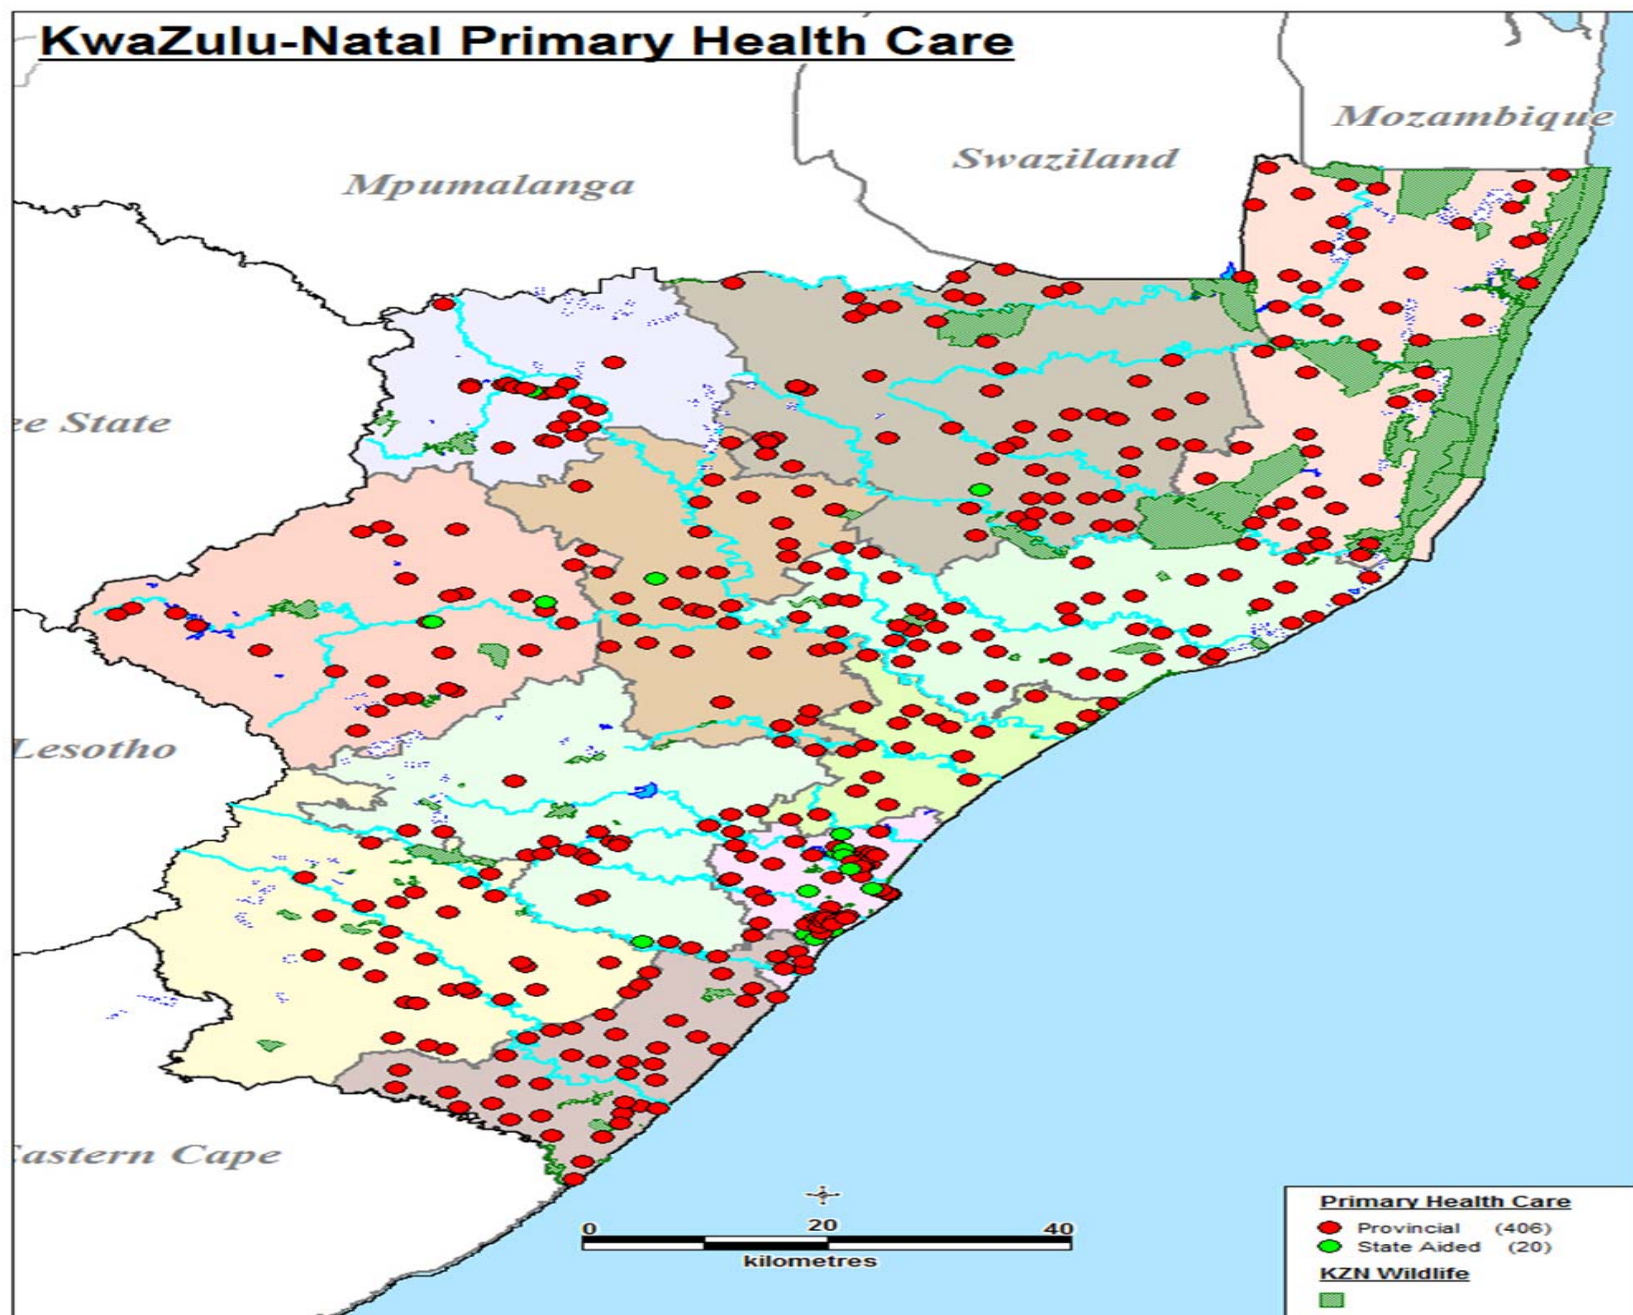 KwaZulu-Natal Primary Health Care
Mozambique
Swaziland
Mpumalanga
ee State
Lesotho
Eastern Cape
0 20 40
kilometres
Primary Health Care
Provincial (406)
State Aided (20)
KZN Wildlife